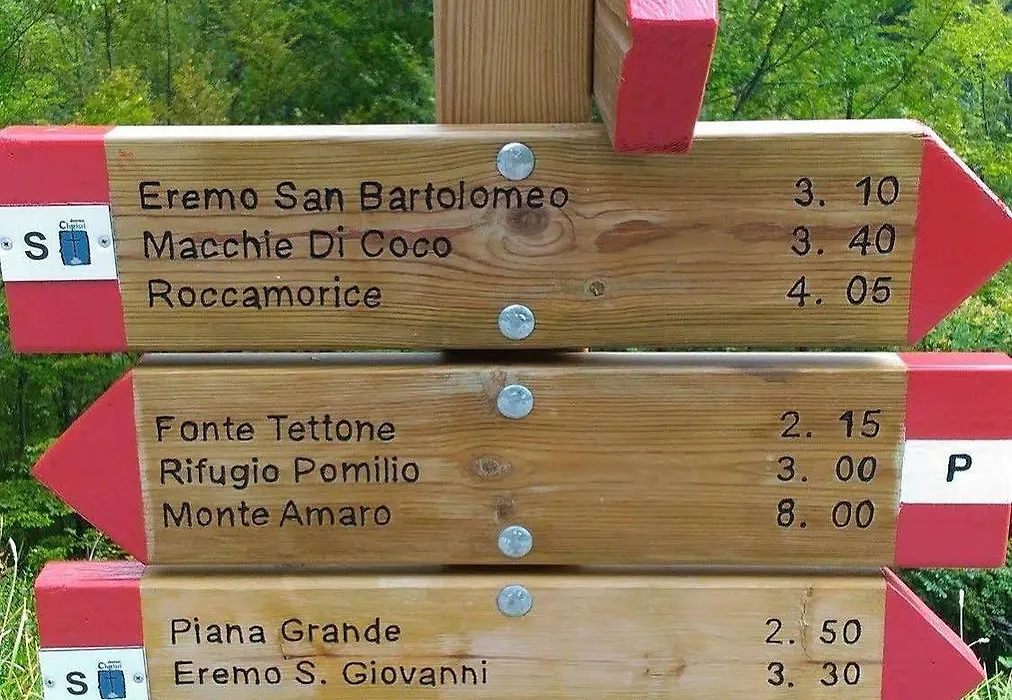 Eremo San Bartolomeo 3. 10
S
Macchie Di Coco 3. 40
Roccamorice 4. 05
Fonte Tettone 2. 15
Rifugio Pomilio 3. 00
P
Monte Amaro 8. 00
Piana Grande 2. 50
Eremo S. Giovanni 3. 30
S